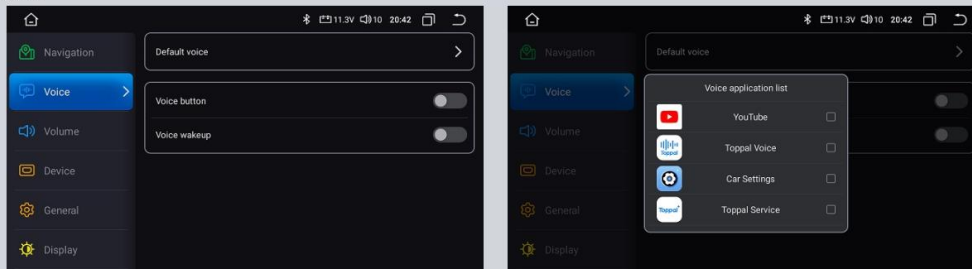 11.3V 10 20:42
Navigation
Default voice
Voice
Voice button
Volume
Voice wakeup
Device
General
Display
11.3V 10 20:42
Navigation
Default voice
Voice
Voice application list
YouTube
Volume
Toppal
Toppal Voice
Device
Car Settings
General
Toppal
Toppal Service
Display